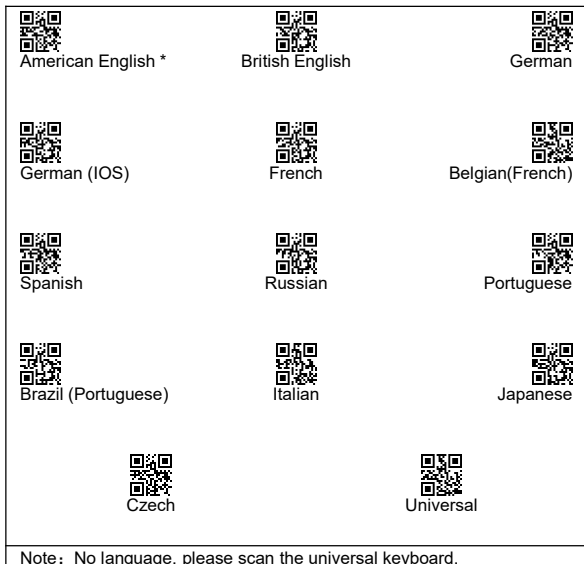 American English * British English German
German (IOS) French Belgian(French)
Spanish Russian Portuguese
Brazil (Portuguese) Italian Japanese
Czech Universal
Note：No language, please scan the universal keyboard.